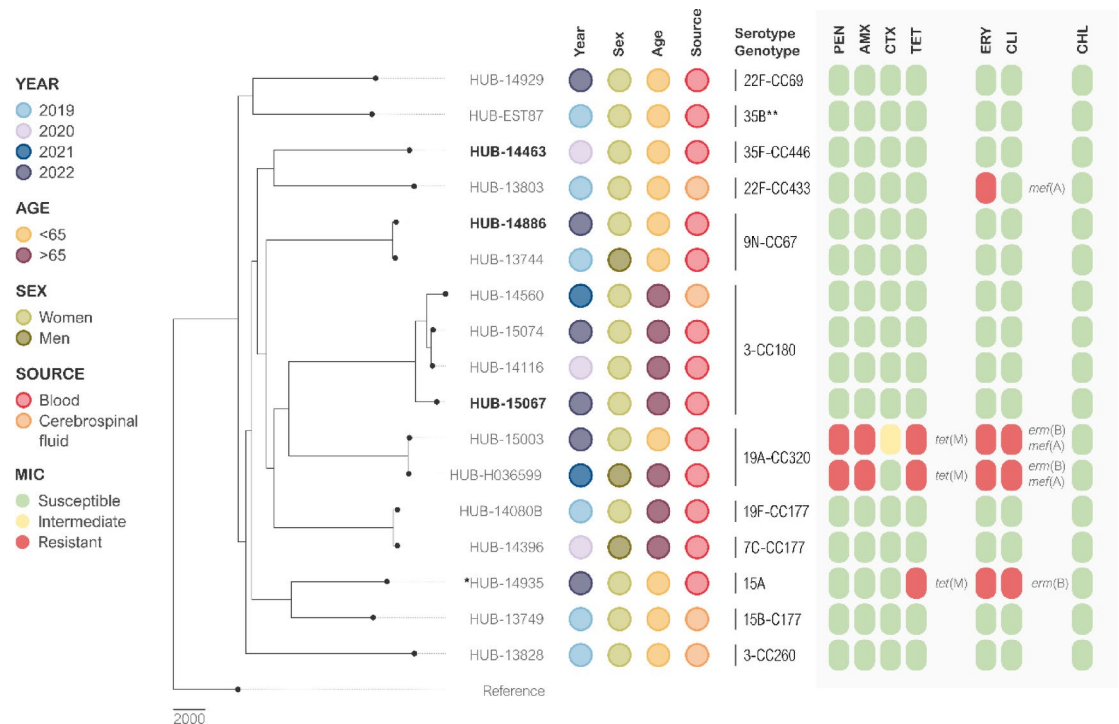 Year Sex Age Source Serotype Genotype PEN AMX CTX TET ERY CLI CHL
YEAR
2019
2020
2021
2022
AGE
<65
>65
SEX
Women
Men
SOURCE
Blood
Cerebrospinal
fluid
MIC
Susceptible
Intermediate
Resistant
HUB-14929 22F-CC69
HUB-EST87 35B**
HUB-14463 35F-CC446
HUB-13803 22F-CC433 mef(A)
HUB-14886
9N-CC67
HUB-13744
HUB-14560
HUB-15074
3-CC180
HUB-14116
HUB-15067
HUB-15003 tet(M) erm(B) mef(A)
19A-CC320
HUB-H036599 tet(M) erm(B) mef(A)
HUB-14080B 19F-CC177
HUB-14396 7C-CC177
*HUB-14935 15A tet(M) erm(B)
HUB-13749 15B-C177
HUB-13828 3-CC260
Reference
2000